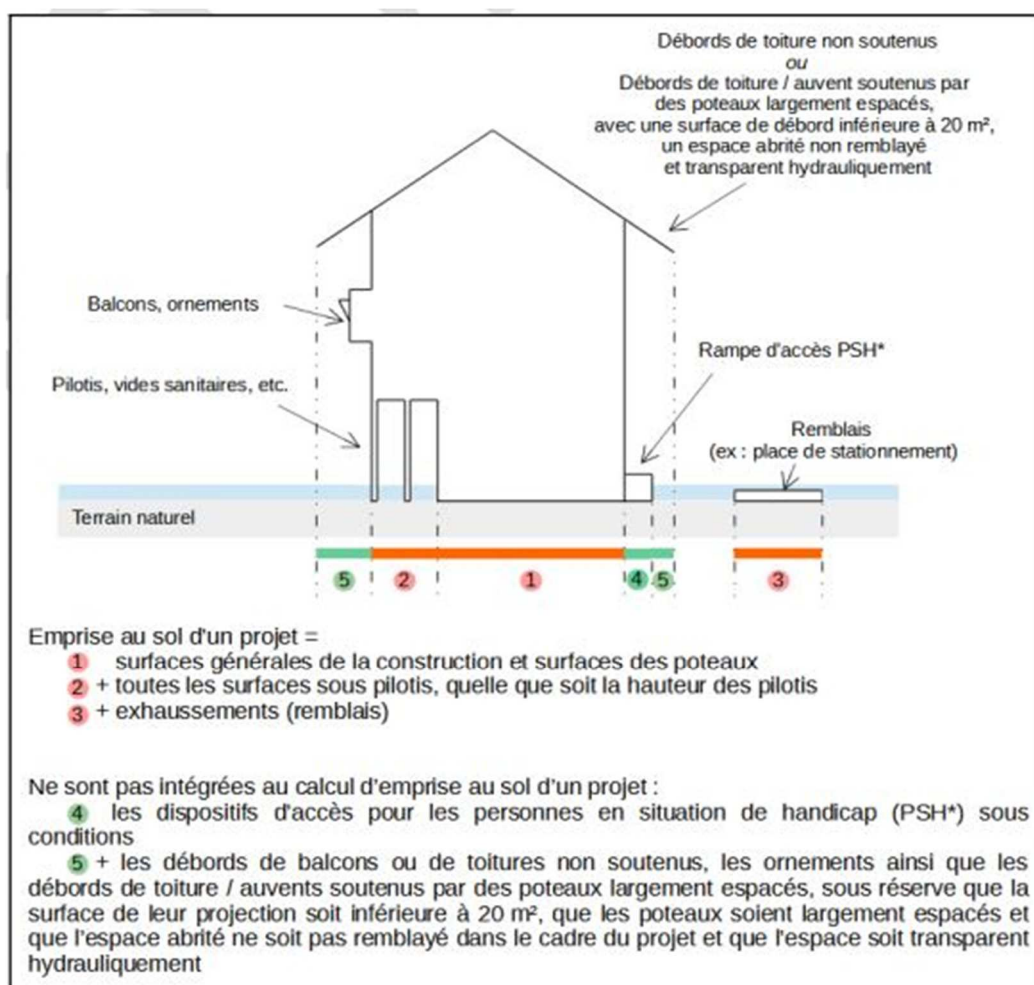 Débords de toiture non soutenus
ou
Débords de toiture / auvent soutenus par
des poteaux largement espacés,
avec une surface de débord inférieure à 20 m²,
un espace abrité non remblayé
et transparent hydrauliquement
Balcons, ornements
Rampe d'accès PSH*
Pilotis, vides sanitaires, etc.
Remblais
(ex : place de stationnement)
Terrain naturel
5 2 1 4 5 3
Emprise au sol d'un projet =
1 surfaces générales de la construction et surfaces des poteaux
2 + toutes les surfaces sous pilotis, quelle que soit la hauteur des pilotis
3 + exhaussements (remblais)
Ne sont pas intégrées au calcul d'emprise au sol d'un projet :
4 les dispositifs d'accès pour les personnes en situation de handicap (PSH*) sous
conditions
5 + les débords de balcons ou de toitures non soutenus, les ornements ainsi que les
débords de toiture / auvents soutenus par des poteaux largement espacés, sous réserve que la
surface de leur projection soit inférieure à 20 m², que les poteaux soient largement espacés et
que l'espace abrité ne soit pas remblayé dans le cadre du projet et que l'espace soit transparent
hydrauliquement